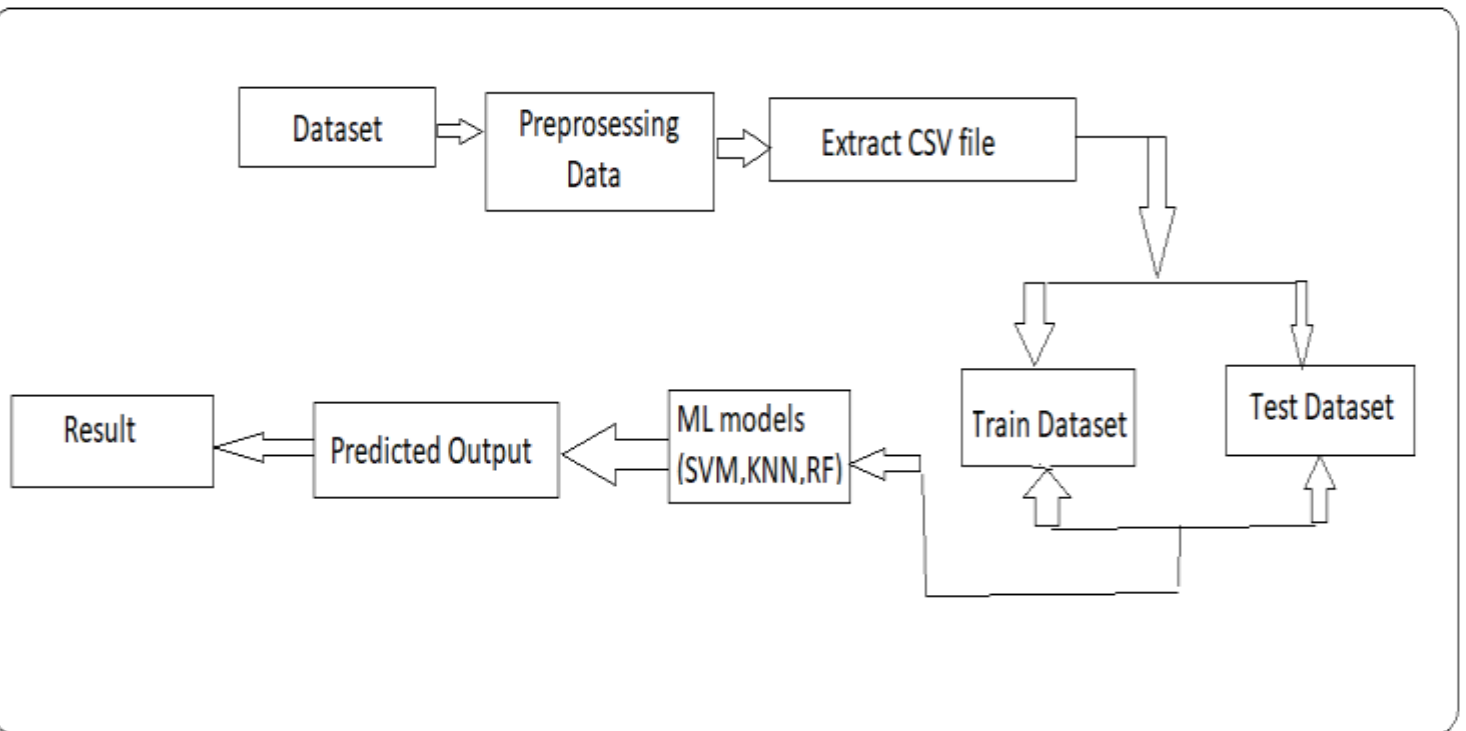 Dataset
Preprosessing
Data
Extract CSV file
Train Dataset
Test Dataset
ML models
(SVM,KNN,RF)
Predicted Output
Result